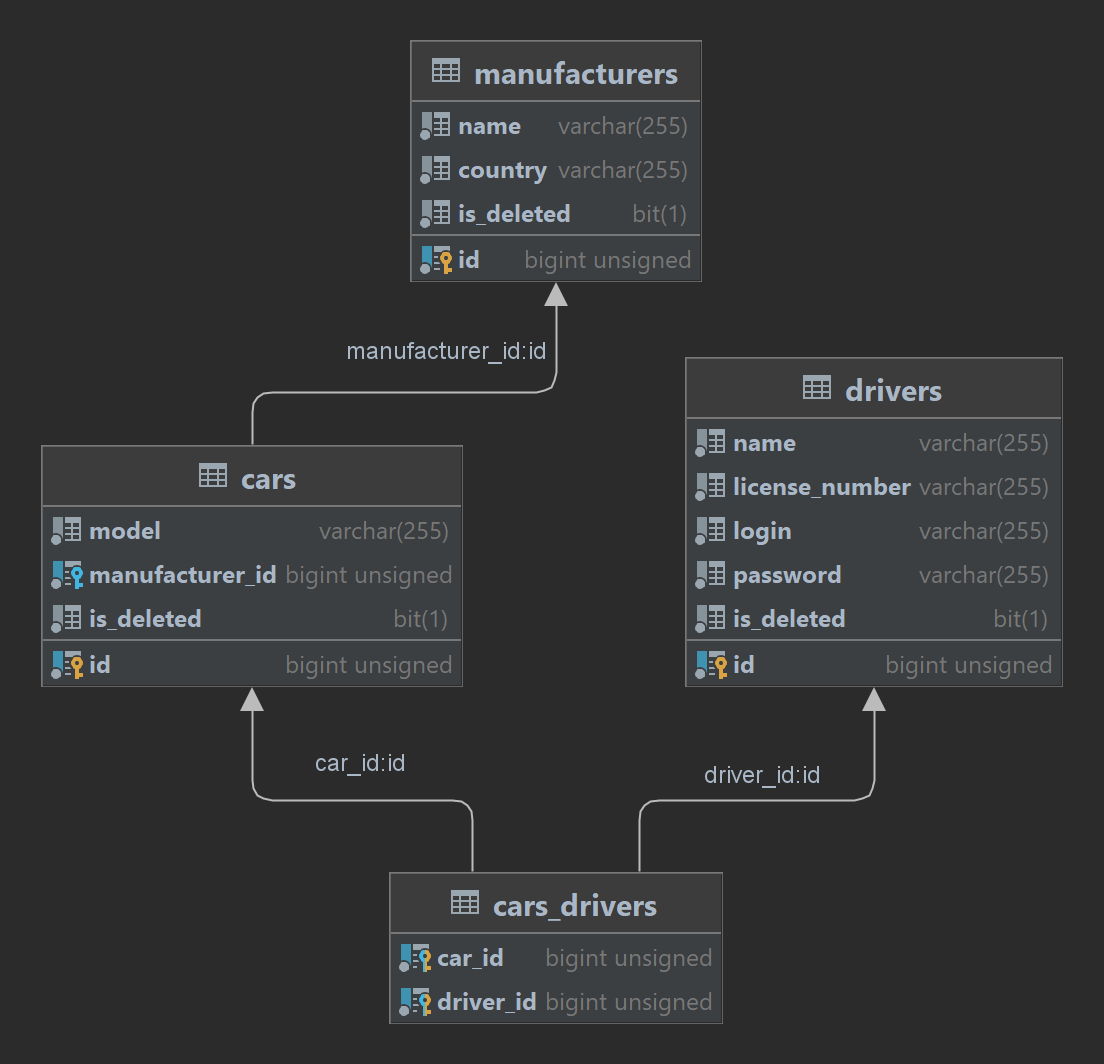 manufacturers
name varchar(255)
country varchar(255)
is_deleted bit(1)
id bigint unsigned
manufacturer_id:id
drivers
name varchar(255)
license_number varchar(255)
login varchar(255)
password varchar(255)
is_deleted bit(1)
id bigint unsigned
cars
model varchar(255)
manufacturer_id bigint unsigned
is_deleted bit(1)
id bigint unsigned
car_id:id
driver_id:id
cars_drivers
car_id bigint unsigned
driver_id bigint unsigned